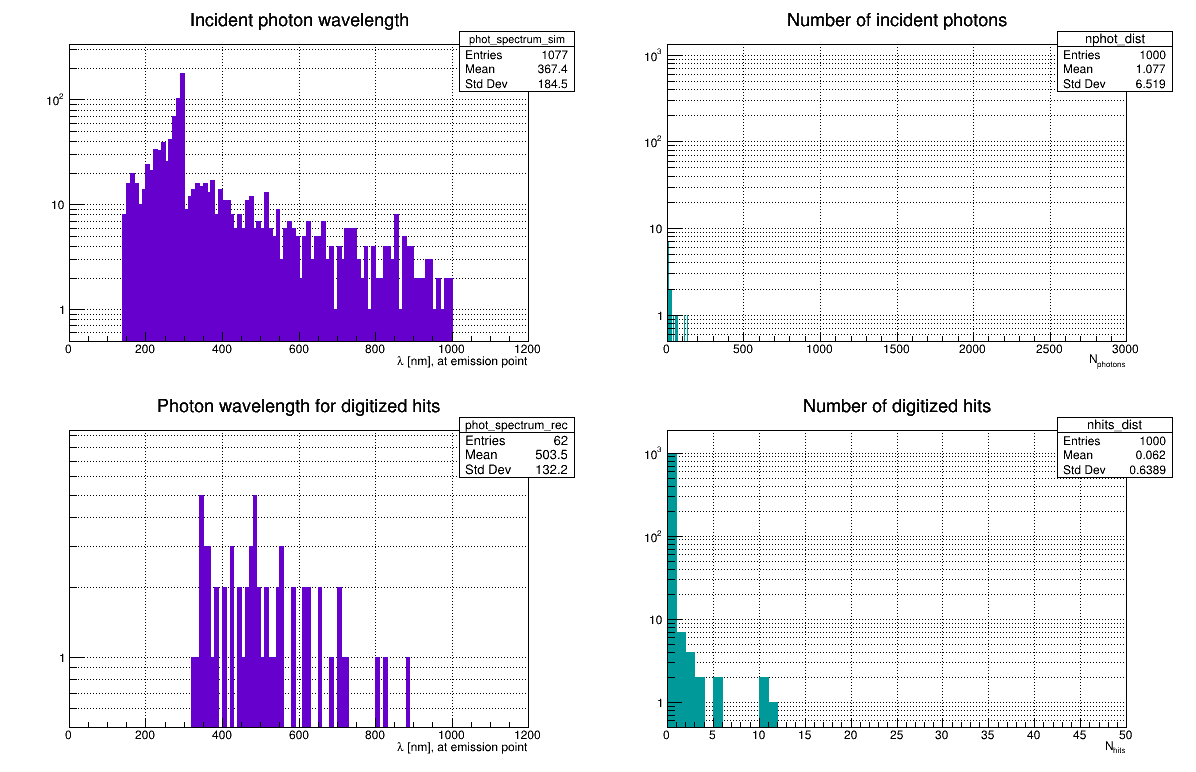 Incident photon wavelength
phot_spectrum_sim
Entries 1077
Mean 367.4
Std Dev 184.5
10²
10
1
0 200 400 600 800 1000 1200
λ [nm], at emission point
Number of incident photons
nphot_dist
Entries 1000
Mean 1.077
Std Dev 6.519
10³
10²
10
1
0 500 1000 1500 2000 2500 3000
N_photons
Photon wavelength for digitized hits
phot_spectrum_rec
Entries 62
Mean 503.5
Std Dev 132.2
1
0 200 400 600 800 1000 1200
λ [nm], at emission point
Number of digitized hits
nhits_dist
Entries 1000
Mean 0.062
Std Dev 0.6389
10³
10²
10
1
0 5 10 15 20 25 30 35 40 45 50
N_hits